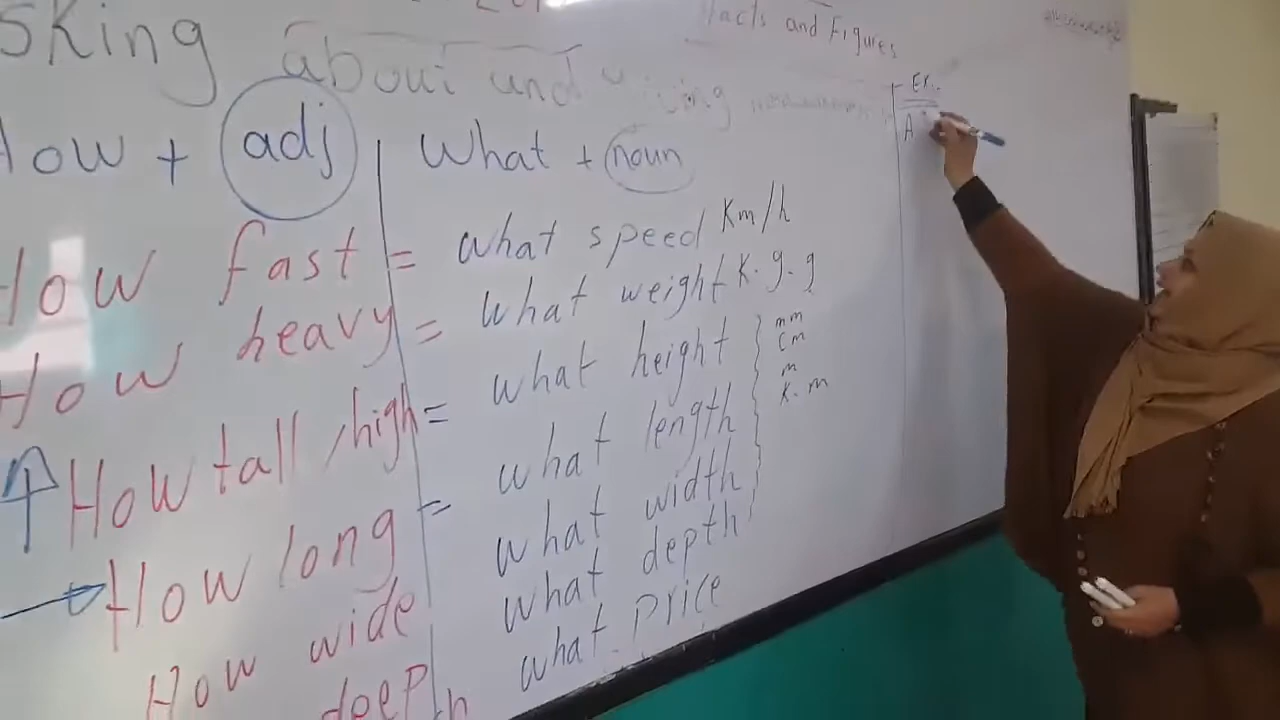 Facts and Figures
sking about and giving
How + adj
What + noun
Ex.
A
How fast = what speed Km/h
How heavy = what weight K.g.g
How tall/high = what height mm
cm
How long = what length m
K.m
How wide what width
what depth
what price